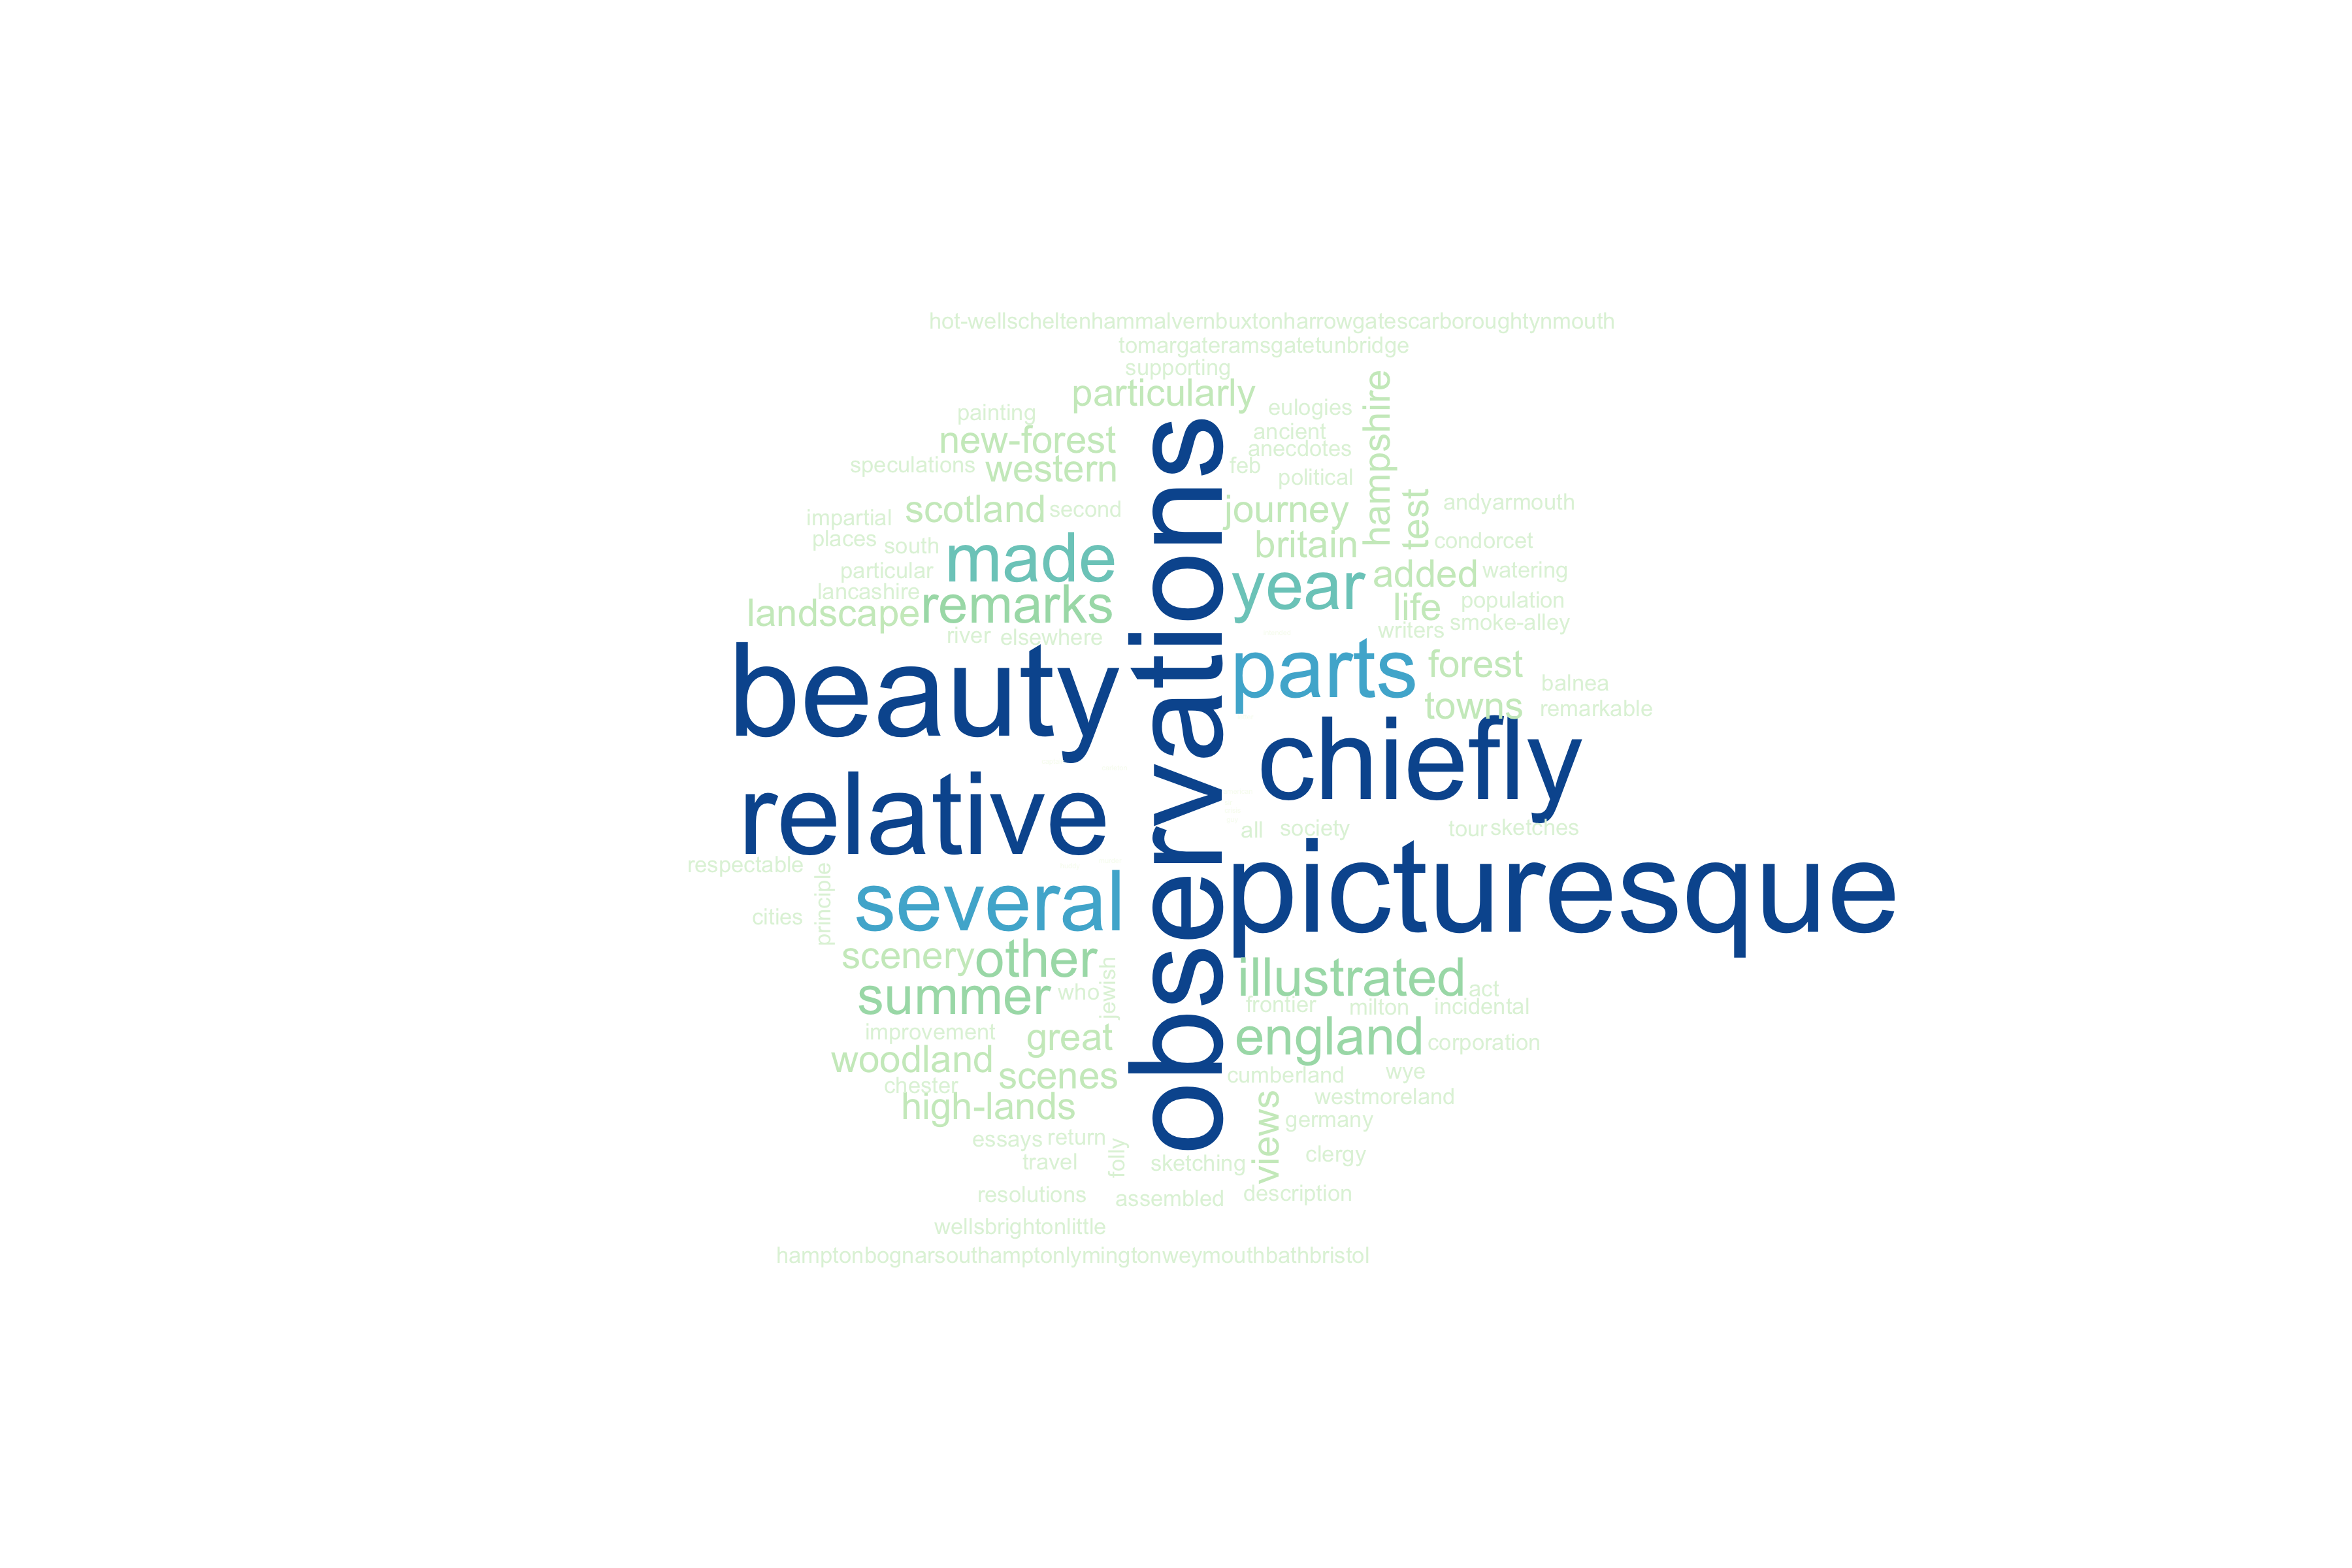 hot-wellscheltenhammalvernbuxtonharrowgatescarboroughtynmouth
tomargateramsgatetunbridge
supporting
particularly
hampshire
painting
eulogies
new-forest
ancient
anecdotes
speculations
western
feb
political
observations
scotland
second
journey
test
andyarmouth
impartial
places
south
made
britain
condorcet
particular
year
added
watering
lancashire
landscape
remarks
life
population
river
elsewhere
writers
smoke-alley
beauty
parts
forest
balnea
towns
remarkable
chiefly
relative
all
society
tour
sketches
respectable
principle
several
picturesque
cities
scenery
other
jewish
illustrated
summer
who
act
frontier
milton
incidental
improvement
great
england
corporation
woodland
scenes
cumberland
wye
chester
high-lands
views
westmoreland
germany
essays
return
folly
travel
sketching
clergy
resolutions
assembled
description
wellsbrightonlittle
hamptonbognarsouthamptonlymingtonweymouthbathbristol